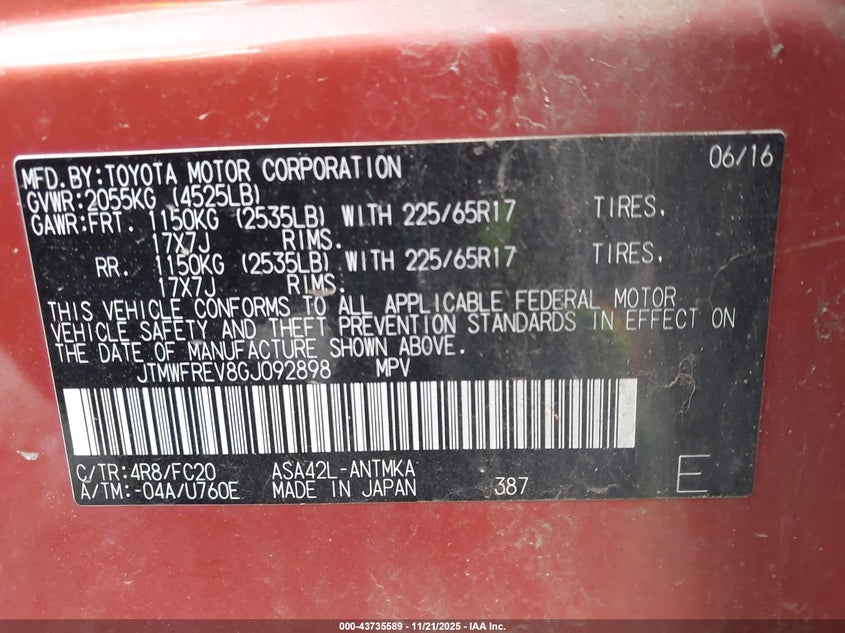 MFD.BY:TOYOTA MOTOR CORPORATION 06/16
GVWR:2055KG (4525LB)
GAWR:FRT. 1150KG (2535LB) WITH 225/65R17 TIRES.
17X7J RIMS.
RR. 1150KG (2535LB) WITH 225/65R17 TIRES.
17X7J RIMS.
THIS VEHICLE CONFORMS TO ALL APPLICABLE FEDERAL MOTOR
VEHICLE SAFETY AND THEFT PREVENTION STANDARDS IN EFFECT ON
THE DATE OF MANUFACTURE SHOWN ABOVE.
JTMWFREV8GJ092898 MPV
C/TR:4R8/FC20 ASA42L-ANTMKA
A/TM:-04A/U760E MADE IN JAPAN 387 E
000-43735589 - 11/21/2025 - IAA Inc.